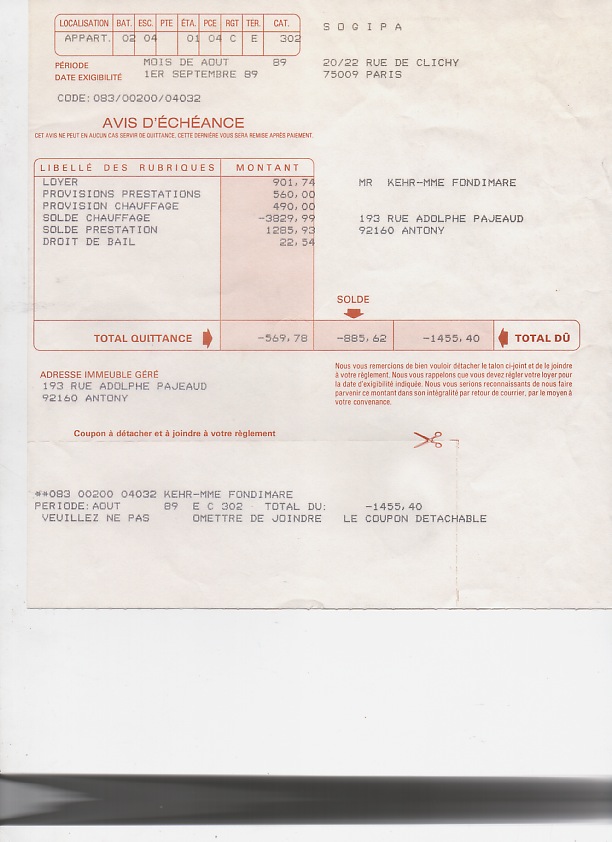 LOCALISATION BAT. ESC. PTE ÉTA. PCE RGT TER. CAT.
APPART. 02 04 01 04 C E 302
SOGIPA
PÉRIODE MOIS DE AOUT 89
DATE EXIGIBILITÉ 1ER SEPTEMBRE 89
20/22 RUE DE CLICHY
75009 PARIS
CODE: 083/00200/04032
AVIS D'ÉCHÉANCE
CET AVIS NE PEUT EN AUCUN CAS SERVIR DE QUITTANCE. CETTE DERNIÈRE VOUS SERA REMISE APRÈS PAIEMENT.
LIBELLÉ DES RUBRIQUES MONTANT
LOYER 901,74
PROVISIONS PRESTATIONS 560,00
PROVISION CHAUFFAGE 490,00
SOLDE CHAUFFAGE -3829,99
SOLDE PRESTATION 1285,93
DROIT DE BAIL 22,54
MR KEHR-MME FONDIMARE
193 RUE ADOLPHE PAJEAUD
92160 ANTONY
SOLDE
TOTAL QUITTANCE -569,78 -885,62 -1455,40 TOTAL DÛ
ADRESSE IMMEUBLE GÉRÉ
193 RUE ADOLPHE PAJEAUD
92160 ANTONY
Nous vous remercions de bien vouloir détacher le talon ci-joint et de le joindre
à votre règlement. Nous vous rappelons que vous devez régler votre loyer pour
la date d'exigibilité indiquée. Nous vous serions reconnaissants de nous faire
parvenir ce montant dans son intégralité par retour de courrier, par le moyen à
votre convenance.
Coupon à détacher et à joindre à votre règlement
**083 00200 04032 KEHR-MME FONDIMARE
PERIODE:AOUT 89 E C 302 TOTAL DU: -1455,40
VEUILLEZ NE PAS OMETTRE DE JOINDRE LE COUPON DETACHABLE